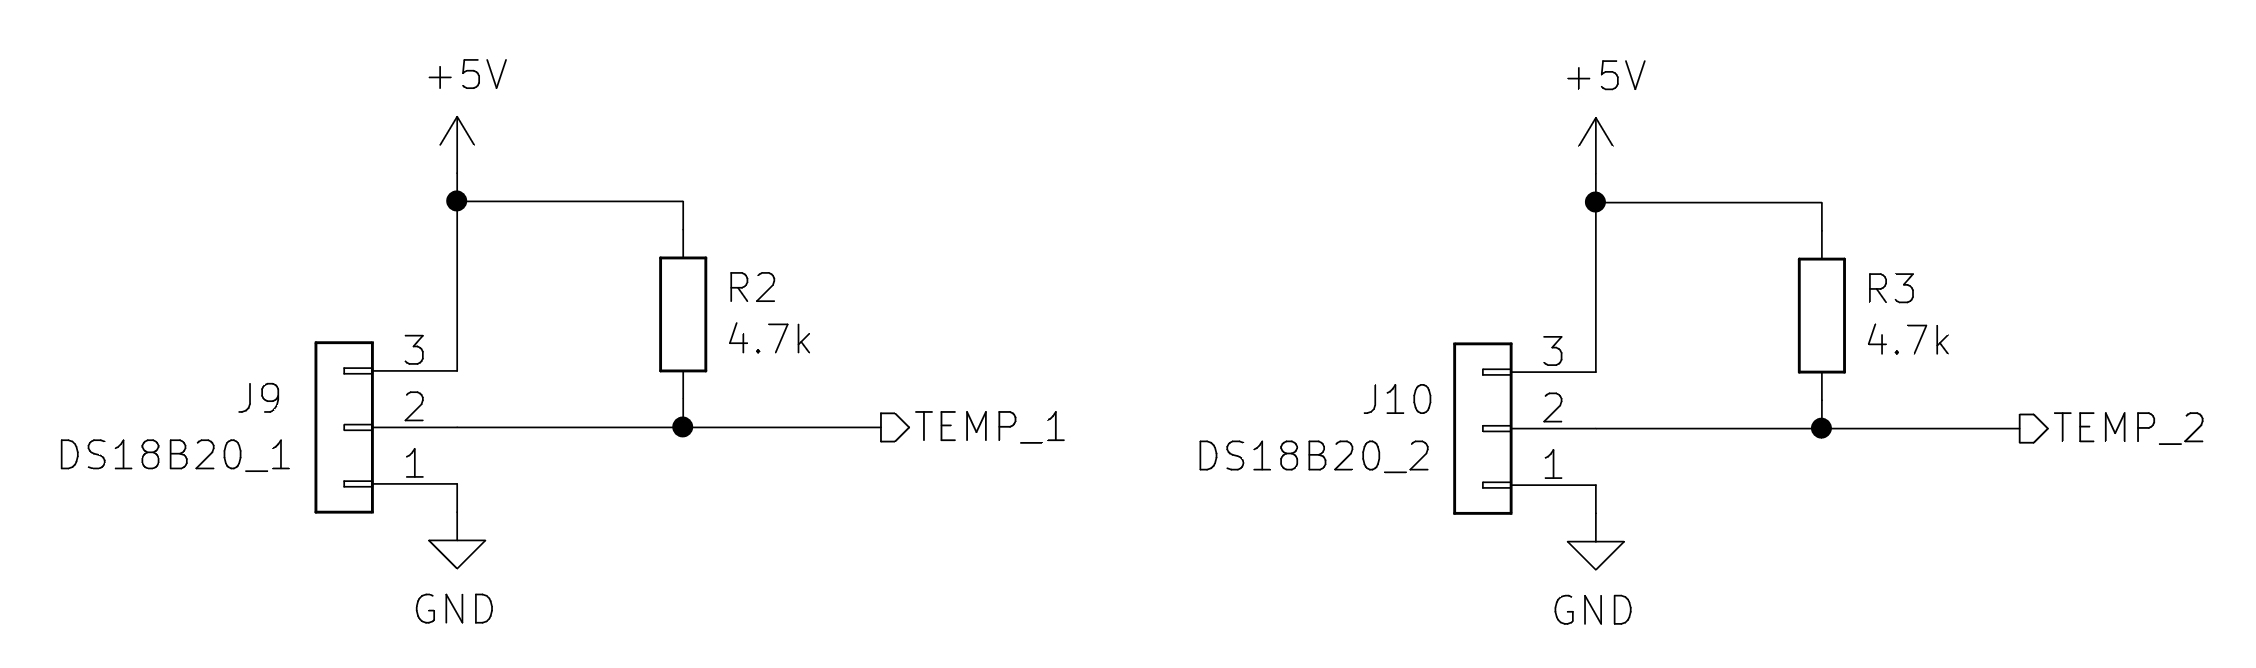 +5V
R2
4.7k
3
J9
2
TEMP_1
DS18B20_1
1
GND
+5V
R3
4.7k
3
J10
2
TEMP_2
DS18B20_2
1
GND